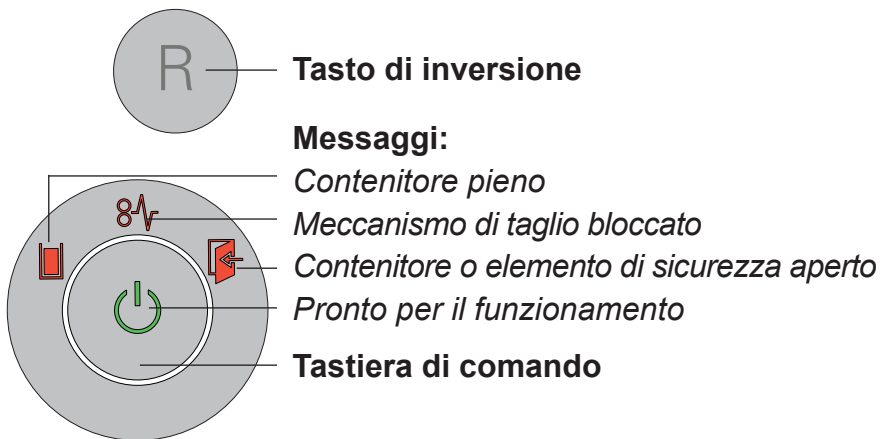 R
Tasto di inversione
Messaggi:
Contenitore pieno
Meccanismo di taglio bloccato
Contenitore o elemento di sicurezza aperto
Pronto per il funzionamento
Tastiera di comando